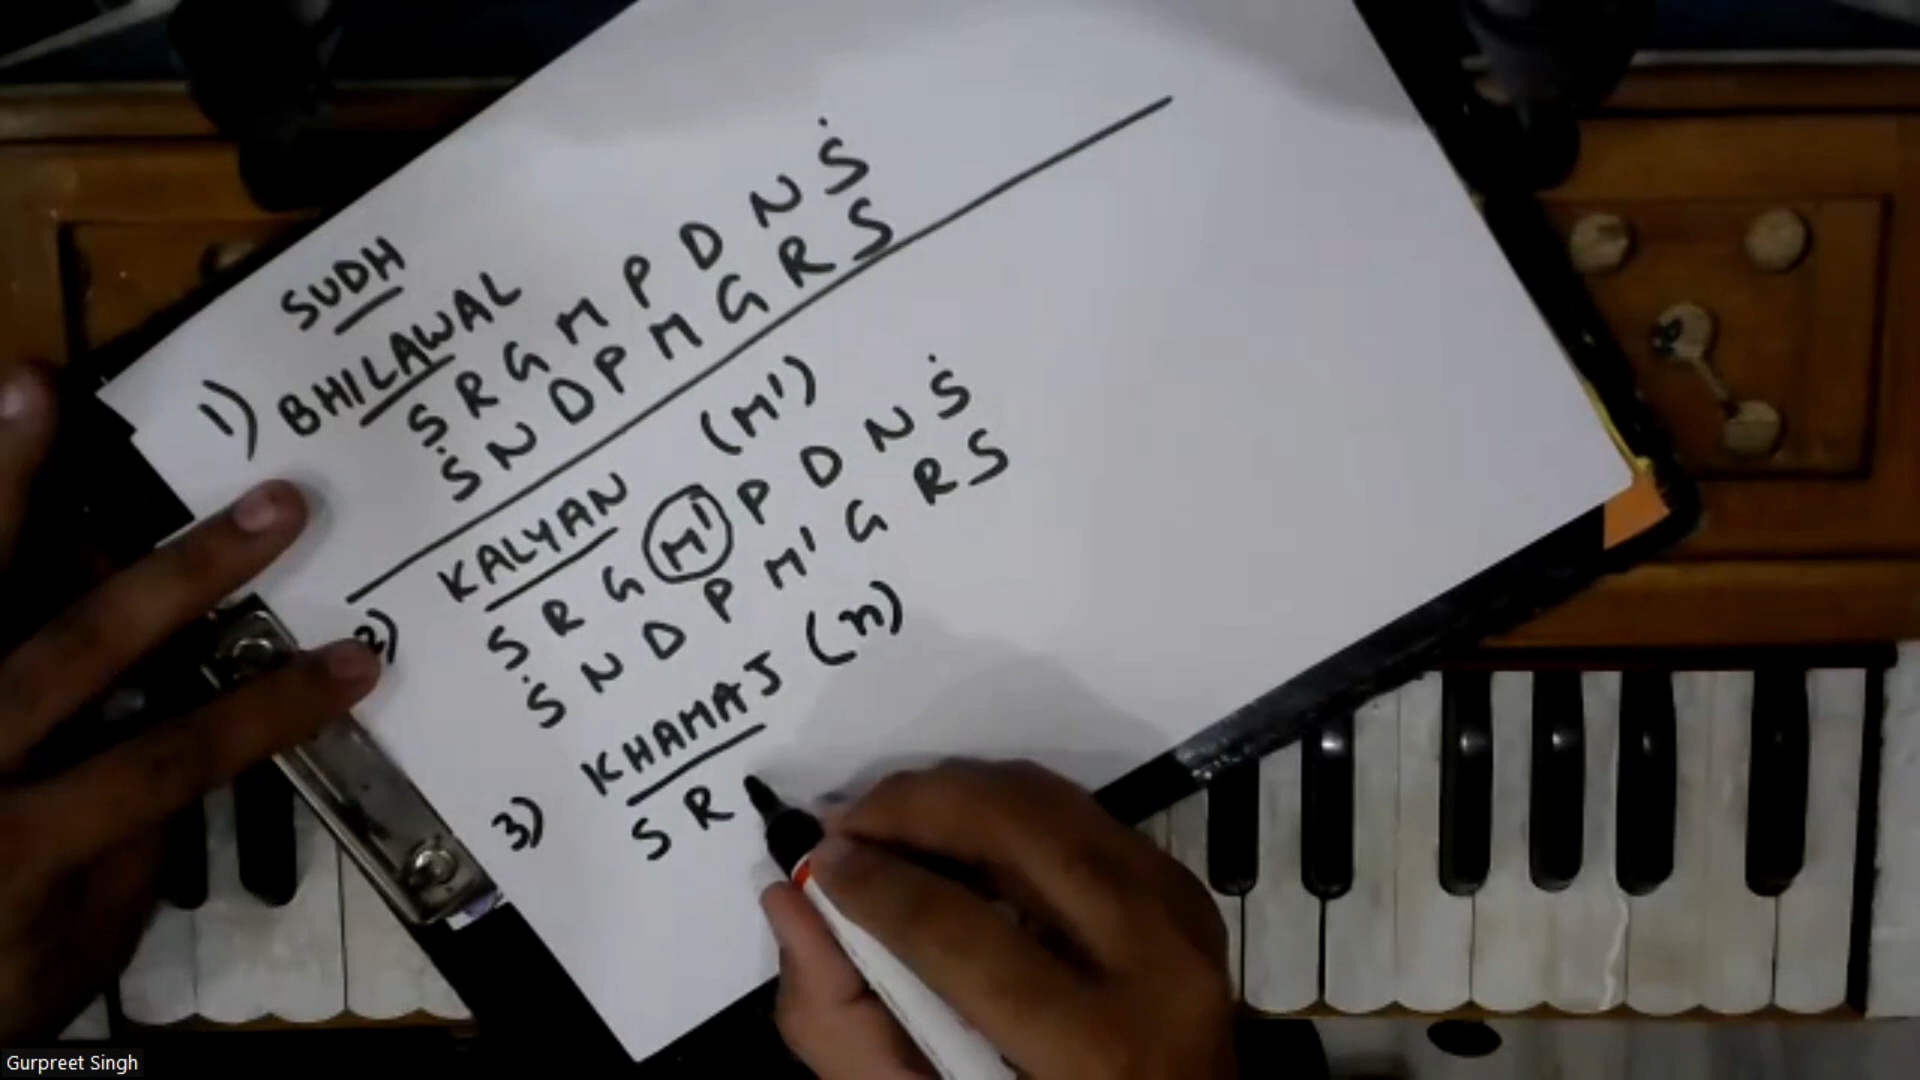 SUDH
1) BHILAWAL
S R G M P D N Ṡ
Ṡ N D P M G R S
2) KALYAN (M')
S R G M' P D N Ṡ
Ṡ N D P M' G R S
3) KHAMAJ (n)
S R
Gurpreet Singh